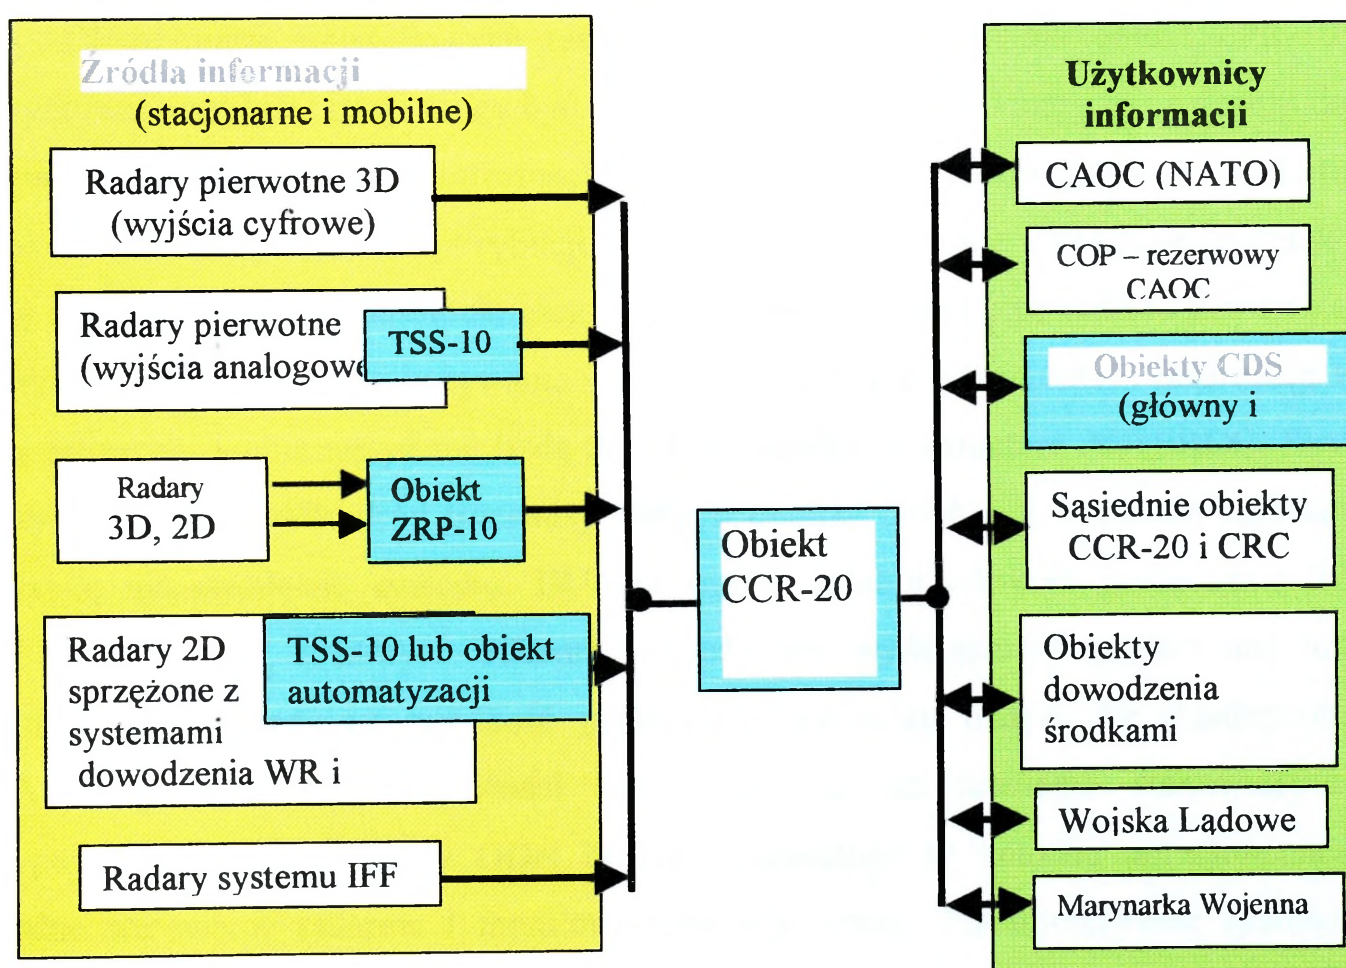 Źródła informacji
(stacjonarne i mobilne)
Radary pierwotne 3D
(wyjścia cyfrowe)
Radary pierwotne
(wyjścia analogowe)
TSS-10
Radary
3D, 2D
Obiekt
ZRP-10
Radary 2D
sprzężone z
systemami
dowodzenia WR i
TSS-10 lub obiekt
automatyzacji
Radary systemu IFF
Obiekt
CCR-20
Użytkownicy
informacji
CAOC (NATO)
COP – rezerwowy
CAOC
Obiekty CDS
(główny i
Sąsiednie obiekty
CCR-20 i CRC
Obiekty
dowodzenia
środkami
Wojska Lądowe
Marynarka Wojenna